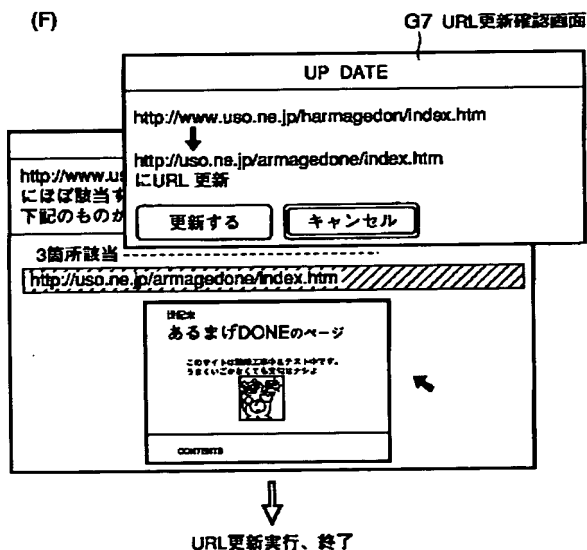 (F)
G7 URL更新確認画面
UP DATE
http://www.uso.ne.jp/harmagedon/index.htm
http://uso.ne.jp/armagedone/index.htm
にURL 更新
更新する
キャンセル
http://www.us
にほぼ該当す
下記のものが
3箇所該当
http://uso.ne.jp/armagedone/index.htm
あるまげDONEのページ
CONTENTS
URL更新実行、終了